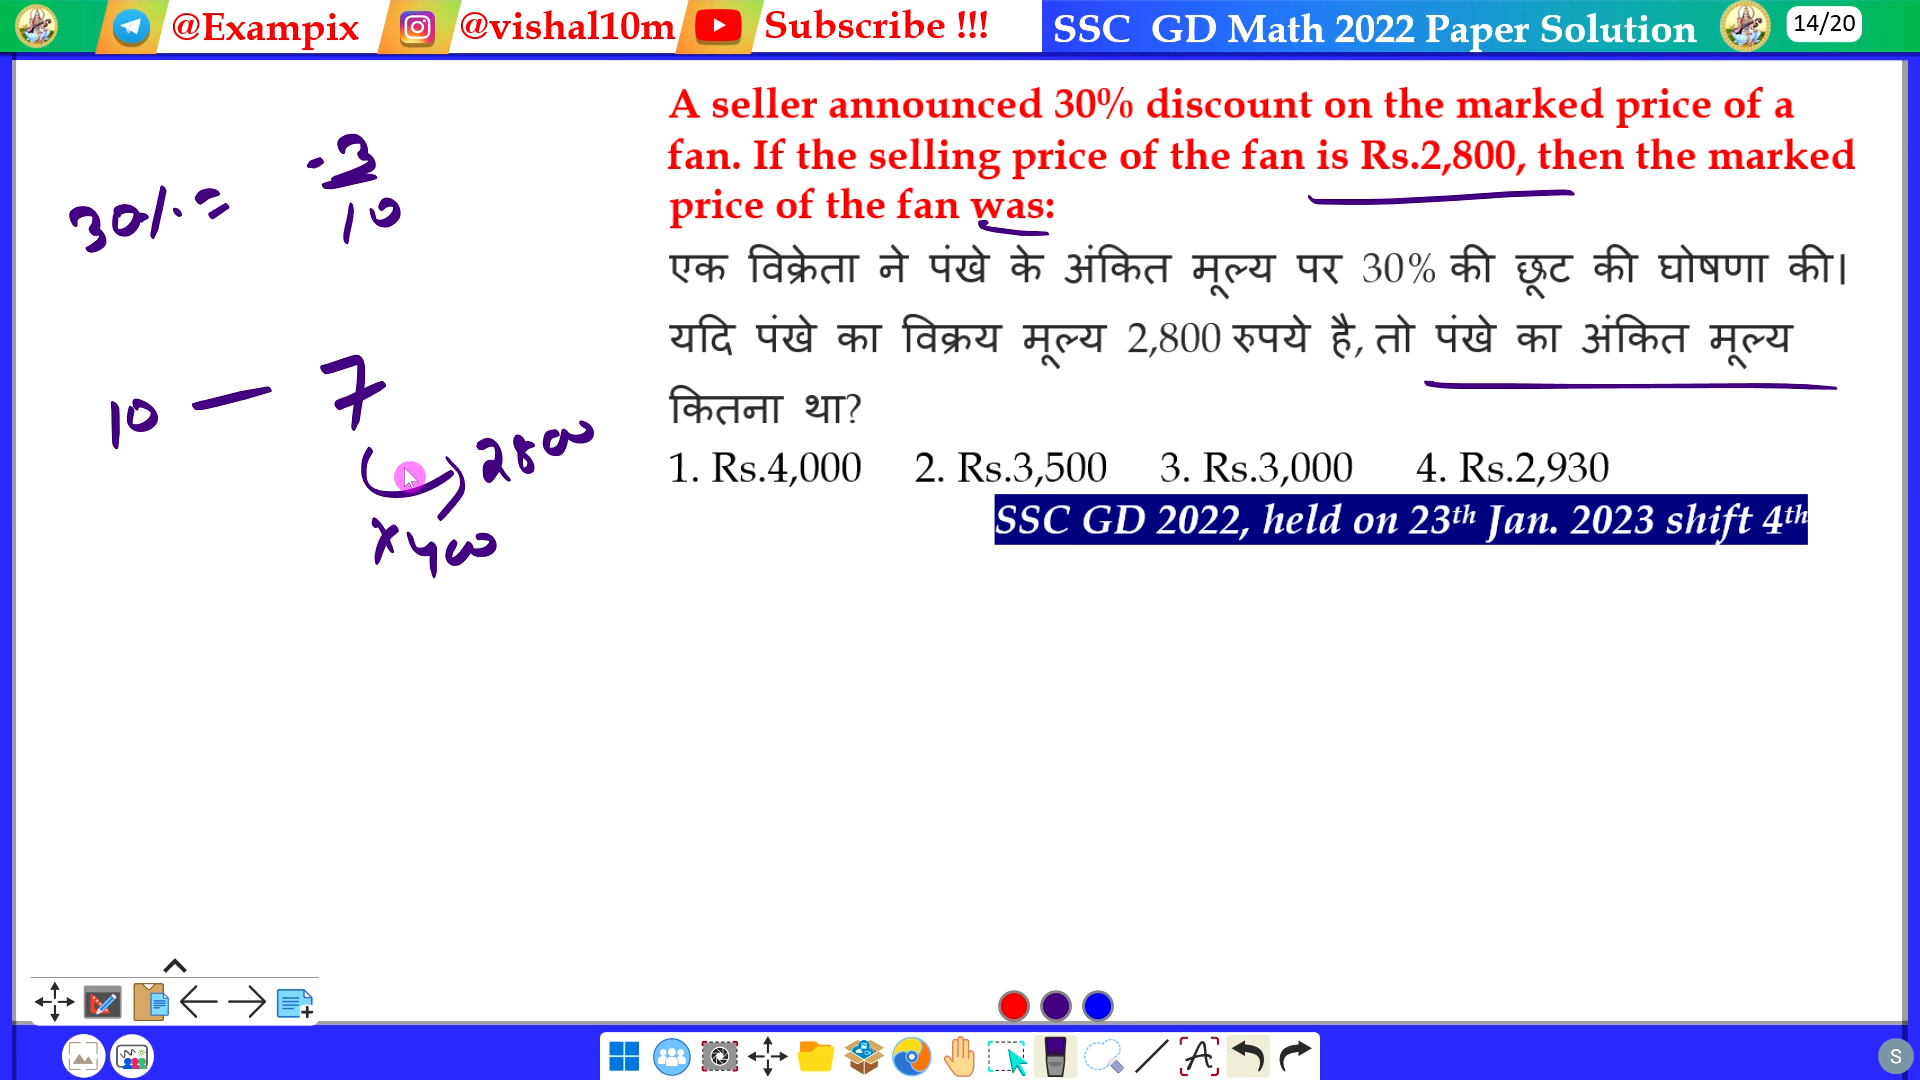 @Exampix @vishal10m Subscribe !!! SSC GD Math 2022 Paper Solution 14/20
A seller announced 30% discount on the marked price of a
fan. If the selling price of the fan is Rs.2,800, then the marked
price of the fan was:
एक विक्रेता ने पंखे के अंकित मूल्य पर 30% की छूट की घोषणा की।
यदि पंखे का विक्रय मूल्य 2,800 रुपये है, तो पंखे का अंकित मूल्य
कितना था?
1. Rs.4,000 2. Rs.3,500 3. Rs.3,000 4. Rs.2,930
SSC GD 2022, held on 23th Jan. 2023 shift 4th
30% = -3/10
10 — 7
2800
x400
S